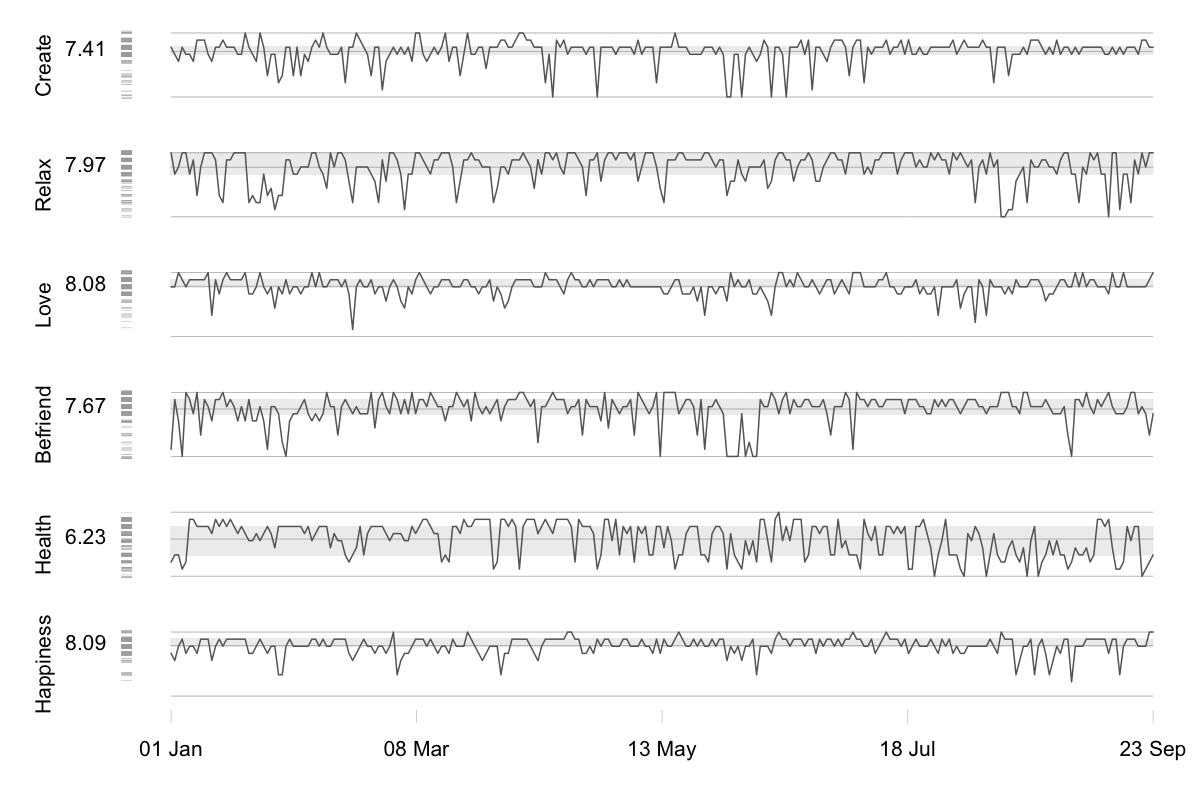 Create 7.41
Relax 7.97
Love 8.08
Befriend 7.67
Health 6.23
Happiness 8.09
01 Jan 08 Mar 13 May 18 Jul 23 Sep